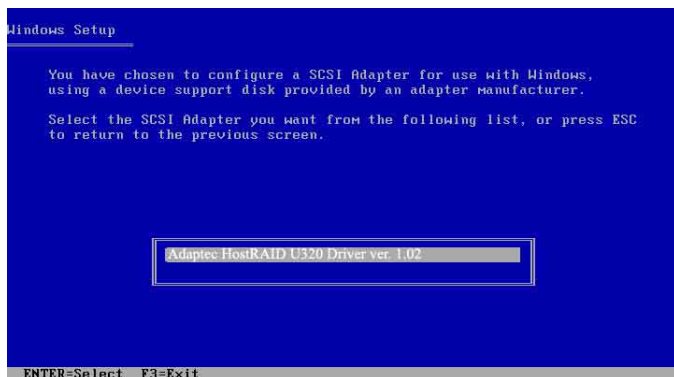 Windows Setup
You have chosen to configure a SCSI Adapter for use with Windows,
using a device support disk provided by an adapter manufacturer.
Select the SCSI Adapter you want from the following list, or press ESC
to return to the previous screen.
Adaptec HostRAID U320 Driver ver. 1.02
ENTER=Select F3=Exit